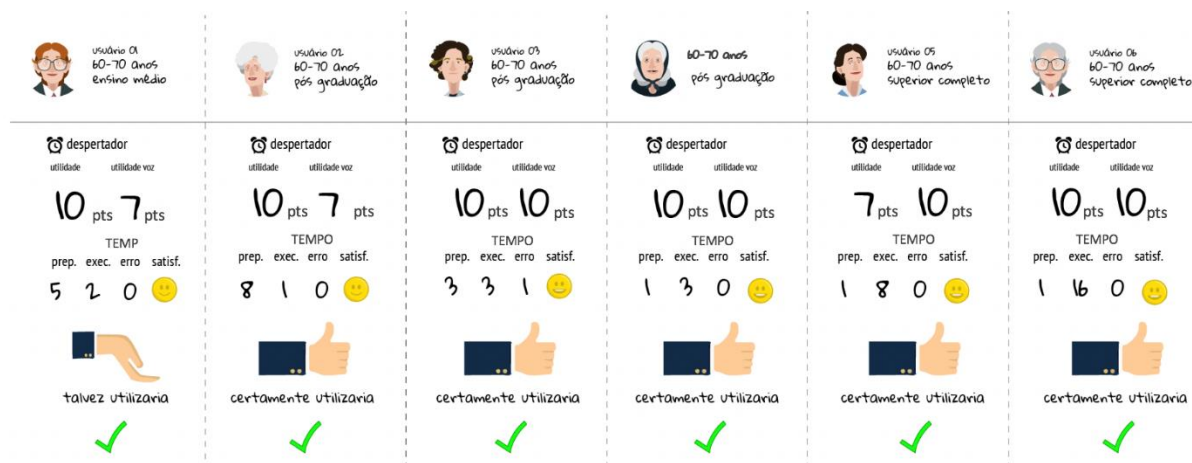 usuário 01
60-70 anos
ensino médio
usuário 02
60-70 anos
pós graduação
usuário 03
60-70 anos
pós graduação
60-70 anos
pós graduação
usuário 05
60-70 anos
superior completo
usuário 06
60-70 anos
superior completo
despertador
utilidade utilidade voz
10 pts 7 pts
TEMP
prep. exec. erro satisf.
5 2 0
talvez utilizaria
despertador
utilidade utilidade voz
10 pts 7 pts
TEMPO
prep. exec. erro satisf.
8 1 0
certamente utilizaria
despertador
utilidade utilidade voz
10 pts 10 pts
TEMPO
prep. exec. erro satisf.
3 3 1
certamente utilizaria
despertador
utilidade utilidade voz
10 pts 10 pts
TEMPO
prep. exec. erro satisf.
1 3 0
certamente utilizaria
despertador
utilidade utilidade voz
7 pts 10 pts
TEMPO
prep. exec. erro satisf.
1 8 0
certamente utilizaria
despertador
utilidade utilidade voz
10 pts 10 pts
TEMPO
prep. exec. erro satisf.
1 16 0
certamente utilizaria